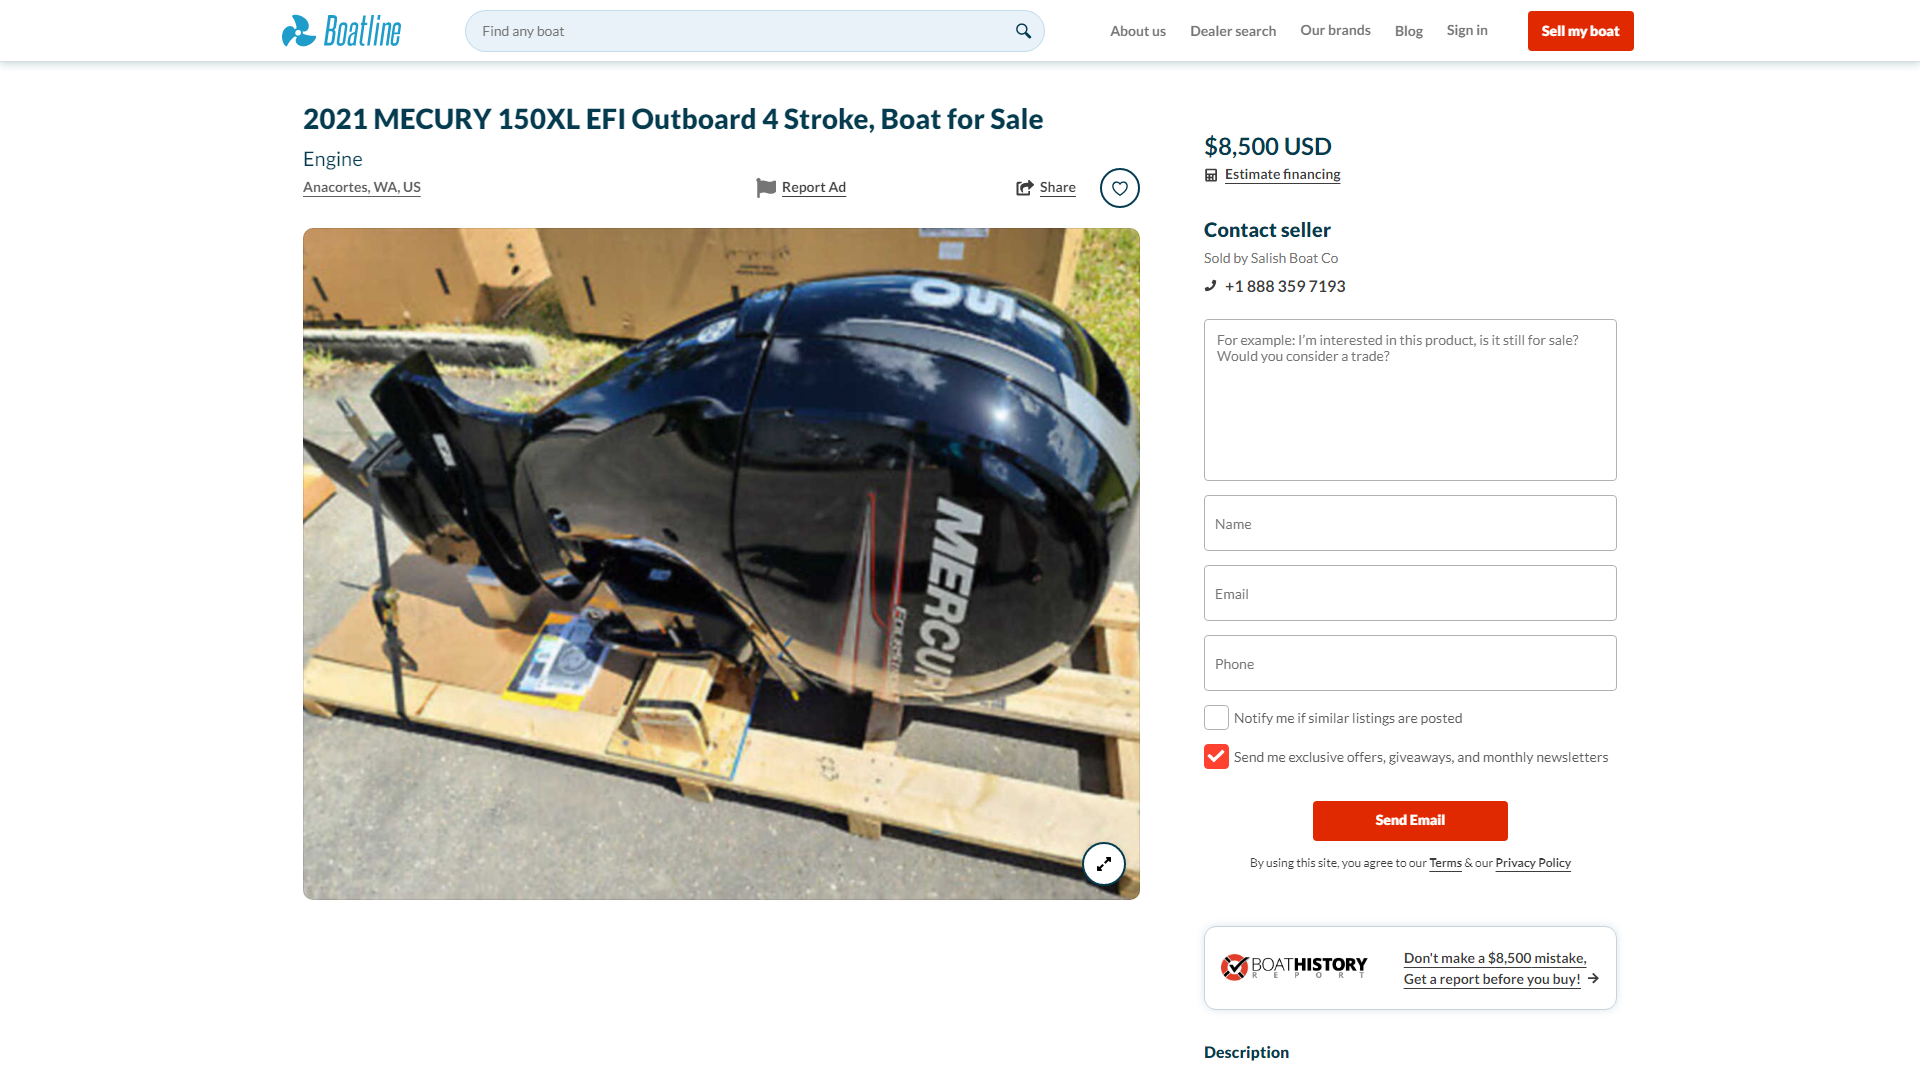 Boatline
Find any boat
About us
Dealer search
Our brands
Blog
Sign in
Sell my boat
2021 MECURY 150XL EFI Outboard 4 Stroke, Boat for Sale
Engine
Anacortes, WA, US
Report Ad
Share
150
MERCURY
$8,500 USD
Estimate financing
Contact seller
Sold by Salish Boat Co
+1 888 359 7193
For example: I'm interested in this product, is it still for sale?
Would you consider a trade?
Name
Email
Phone
Notify me if similar listings are posted
Send me exclusive offers, giveaways, and monthly newsletters
Send Email
By using this site, you agree to our Terms & our Privacy Policy
BOATHISTORY
REPORT
Don't make a $8,500 mistake,
Get a report before you buy!
Description